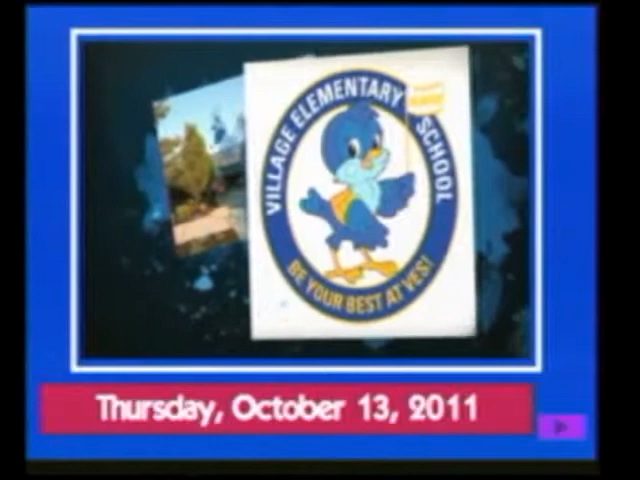 VILLAGE ELEMENTARY SCHOOL
BE YOUR BEST AT VES!
Thursday, October 13, 2011